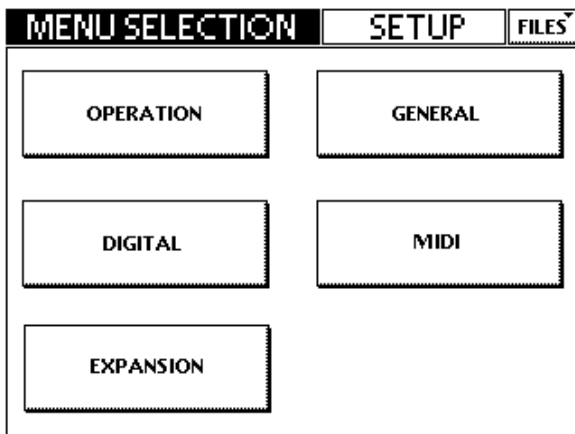 MENU SELECTION SETUP FILES
OPERATION GENERAL
DIGITAL MIDI
EXPANSION